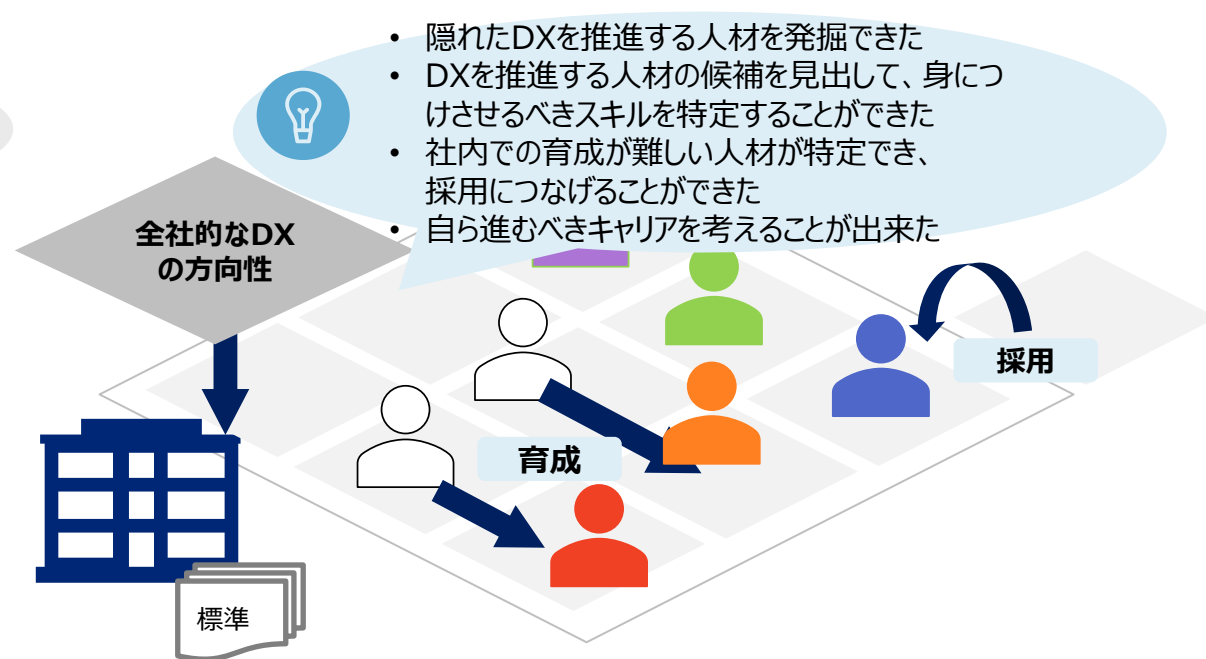 • 隠れたDXを推進する人材を発掘できた
• DXを推進する人材の候補を見出して、身につ
けさせるべきスキルを特定することができた
• 社内での育成が難しい人材が特定でき、
採用につなげることができた
• 自ら進むべきキャリアを考えることが出来た
全社的なDX
の方向性
採用
育成
標準